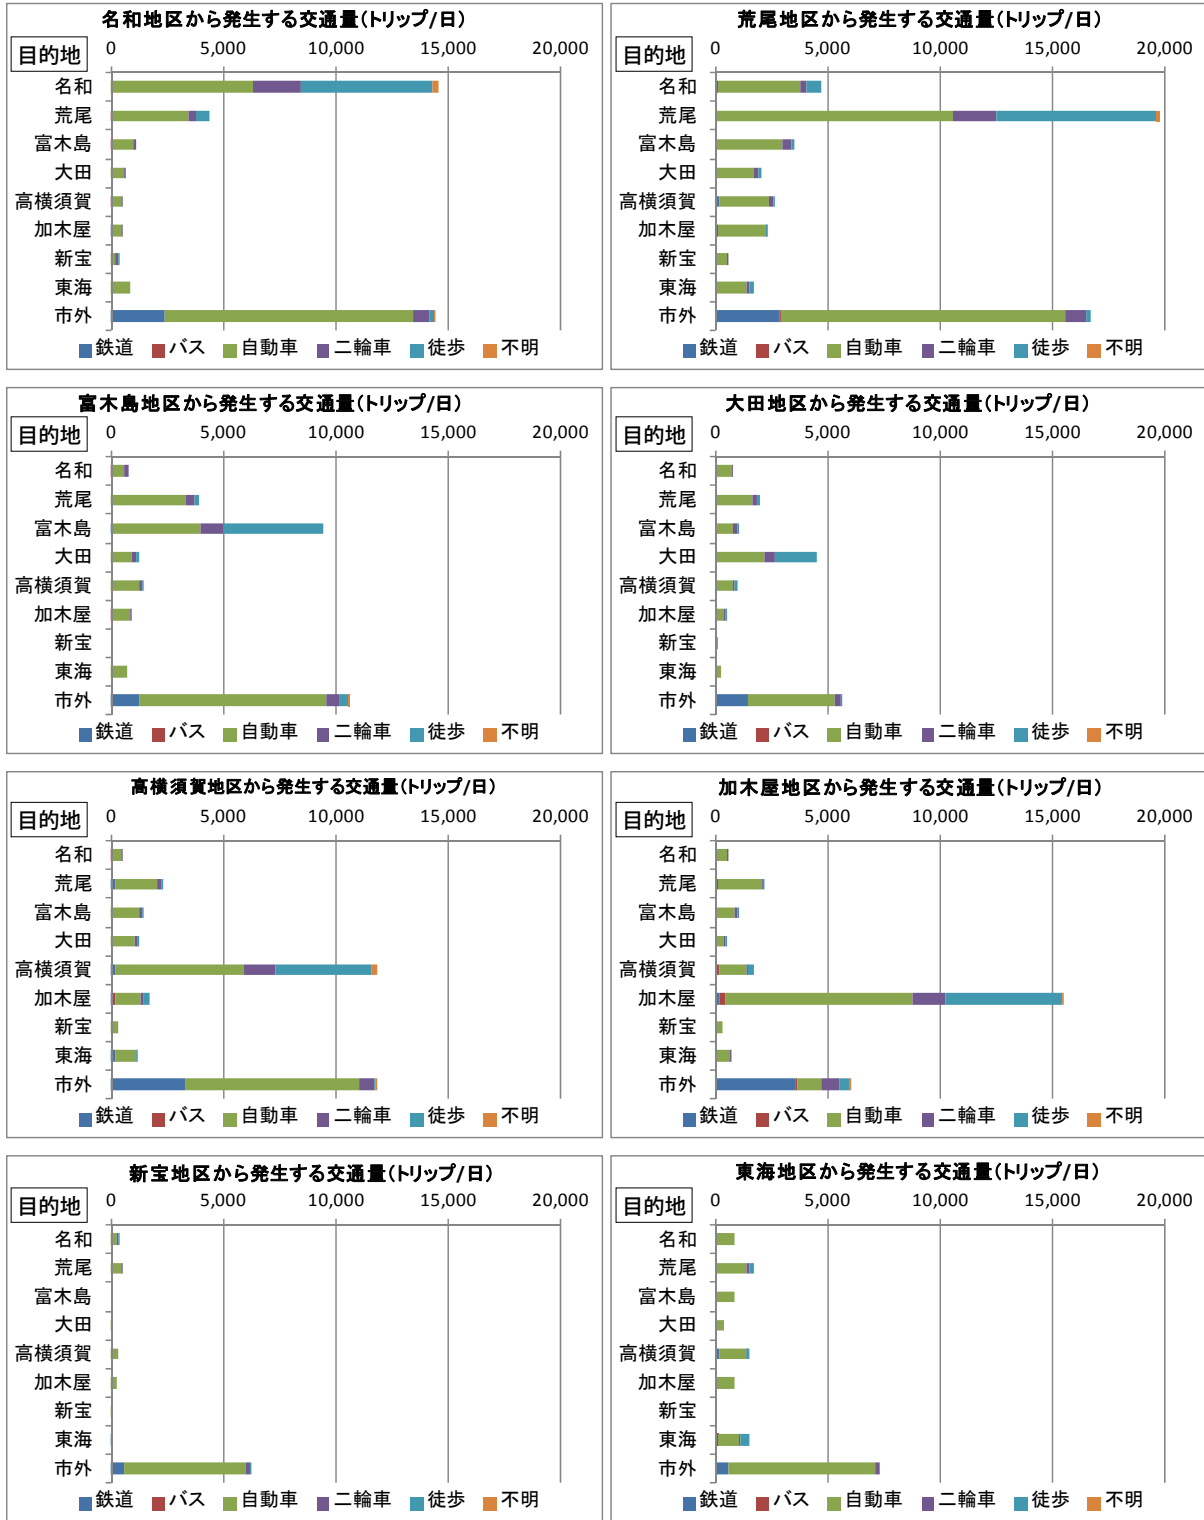 名和地区から発生する交通量(トリップ/日)
目的地
0 5,000 10,000 15,000 20,000
名和
荒尾
富木島
大田
高横須賀
加木屋
新宝
東海
市外
鉄道 バス 自動車 二輪車 徒歩 不明
荒尾地区から発生する交通量(トリップ/日)
目的地
0 5,000 10,000 15,000 20,000
名和
荒尾
富木島
大田
高横須賀
加木屋
新宝
東海
市外
鉄道 バス 自動車 二輪車 徒歩 不明
富木島地区から発生する交通量(トリップ/日)
目的地
0 5,000 10,000 15,000 20,000
名和
荒尾
富木島
大田
高横須賀
加木屋
新宝
東海
市外
鉄道 バス 自動車 二輪車 徒歩 不明
大田地区から発生する交通量(トリップ/日)
目的地
0 5,000 10,000 15,000 20,000
名和
荒尾
富木島
大田
高横須賀
加木屋
新宝
東海
市外
鉄道 バス 自動車 二輪車 徒歩 不明
高横須賀地区から発生する交通量(トリップ/日)
目的地
0 5,000 10,000 15,000 20,000
名和
荒尾
富木島
大田
高横須賀
加木屋
新宝
東海
市外
鉄道 バス 自動車 二輪車 徒歩 不明
加木屋地区から発生する交通量(トリップ/日)
目的地
0 5,000 10,000 15,000 20,000
名和
荒尾
富木島
大田
高横須賀
加木屋
新宝
東海
市外
鉄道 バス 自動車 二輪車 徒歩 不明
新宝地区から発生する交通量(トリップ/日)
目的地
0 5,000 10,000 15,000 20,000
名和
荒尾
富木島
大田
高横須賀
加木屋
新宝
東海
市外
鉄道 バス 自動車 二輪車 徒歩 不明
東海地区から発生する交通量(トリップ/日)
目的地
0 5,000 10,000 15,000 20,000
名和
荒尾
富木島
大田
高横須賀
加木屋
新宝
東海
市外
鉄道 バス 自動車 二輪車 徒歩 不明